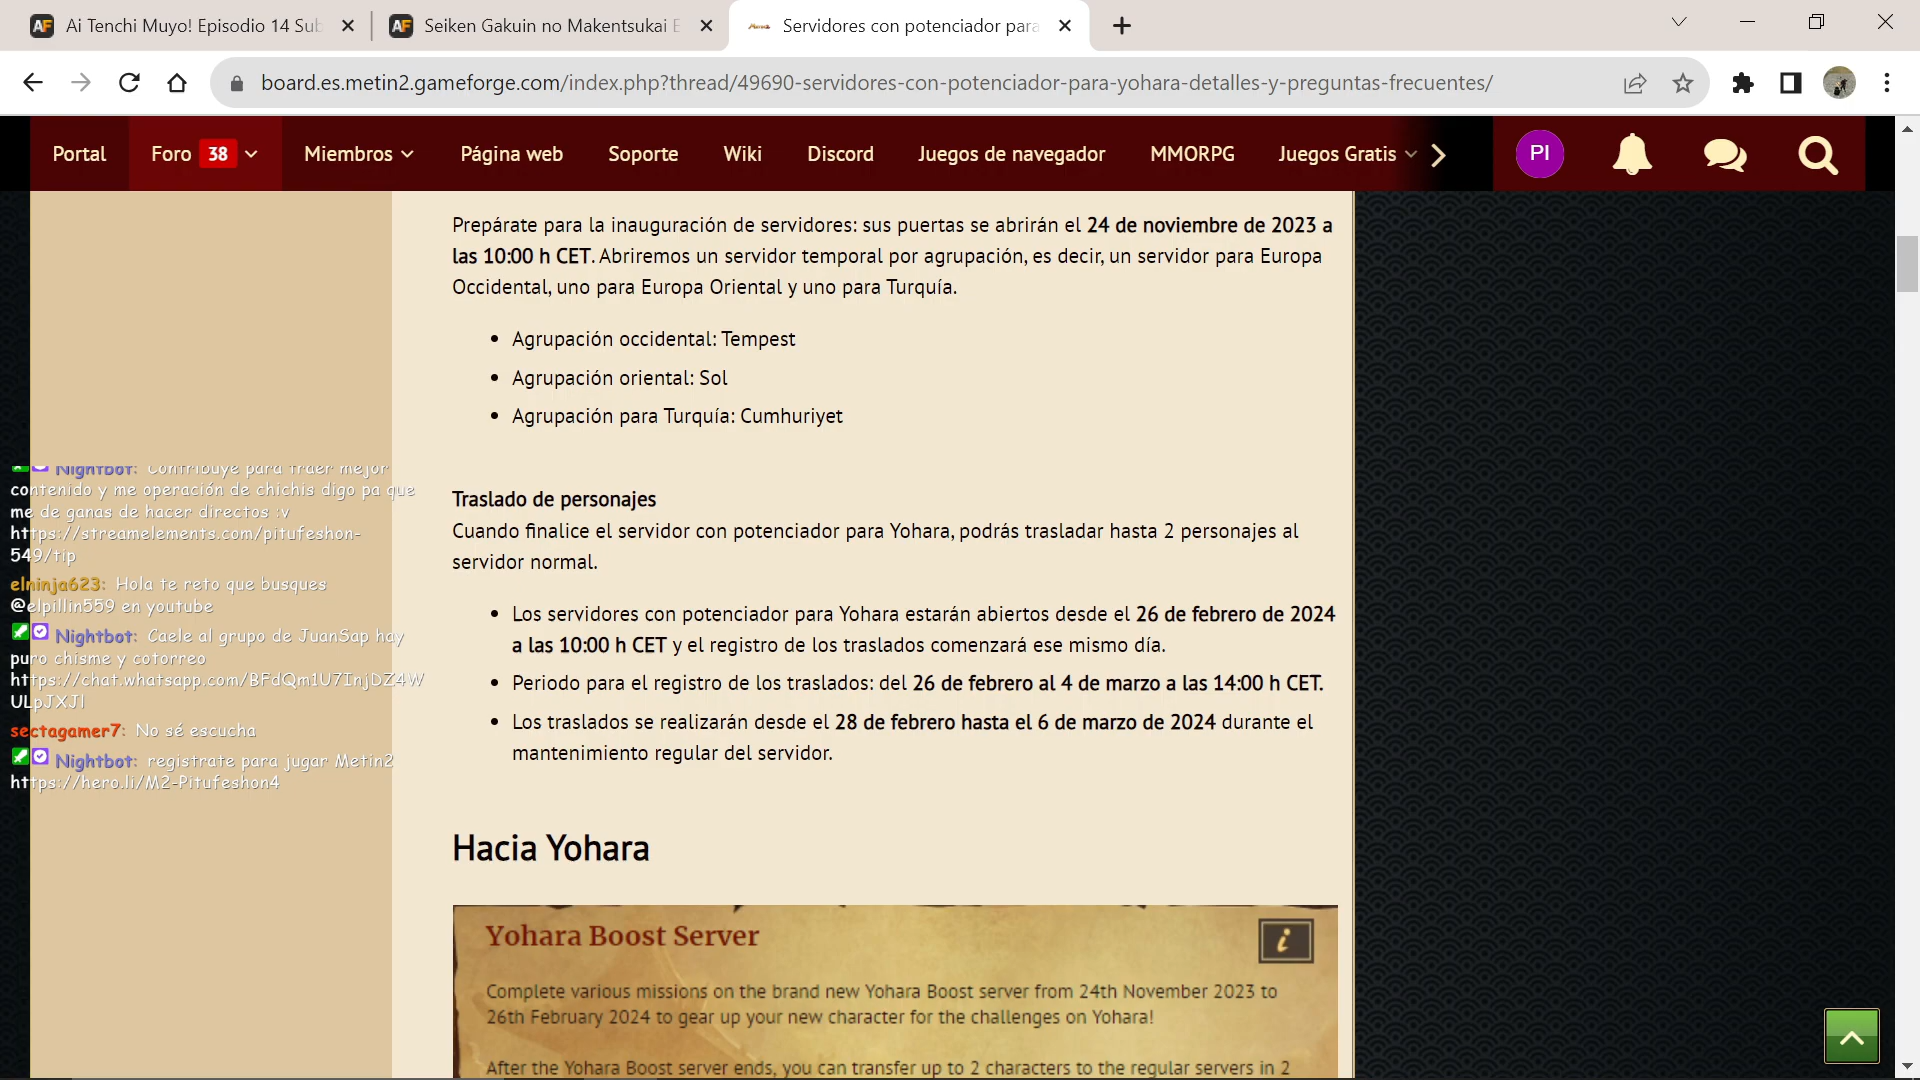 Ai Tenchi Muyo! Episodio 14 Sub
Seiken Gakuin no Makentsukai E
Servidores con potenciador para
board.es.metin2.gameforge.com/index.php?thread/49690-servidores-con-potenciador-para-yohara-detalles-y-preguntas-frecuentes/
Portal Foro 38 Miembros Página web Soporte Wiki Discord Juegos de navegador MMORPG Juegos Gratis PI
Prepárate para la inauguración de servidores: sus puertas se abrirán el 24 de noviembre de 2023 a
las 10:00 h CET. Abriremos un servidor temporal por agrupación, es decir, un servidor para Europa
Occidental, uno para Europa Oriental y uno para Turquía.
• Agrupación occidental: Tempest
• Agrupación oriental: Sol
• Agrupación para Turquía: Cumhuriyet
Traslado de personajes
Cuando finalice el servidor con potenciador para Yohara, podrás trasladar hasta 2 personajes al
servidor normal.
• Los servidores con potenciador para Yohara estarán abiertos desde el 26 de febrero de 2024
a las 10:00 h CET y el registro de los traslados comenzará ese mismo día.
• Periodo para el registro de los traslados: del 26 de febrero al 4 de marzo a las 14:00 h CET.
• Los traslados se realizarán desde el 28 de febrero hasta el 6 de marzo de 2024 durante el
mantenimiento regular del servidor.
Hacia Yohara
Yohara Boost Server
i
Complete various missions on the brand new Yohara Boost server from 24th November 2023 to
26th February 2024 to gear up your new character for the challenges on Yohara!
After the Yohara Boost server ends, you can transfer up to 2 characters to the regular servers in 2
Nightbot: Contribuye para traer mejor
contenido y me operación de chichis digo pa que
me de ganas de hacer directos :v
https://streamelements.com/pitufeshon-
549/tip
elninja623: Hola te reto que busques
@elpillin559 en youtube
Nightbot: Caele al grupo de JuanSap hay
puro chisme y cotorreo
https://chat.whatsapp.com/BFdQm1U7InjDZ4W
ULpJXJl
sectagamer7: No sé escucha
Nightbot: registrate para jugar Metin2
https://hero.li/M2-Pitufeshon4